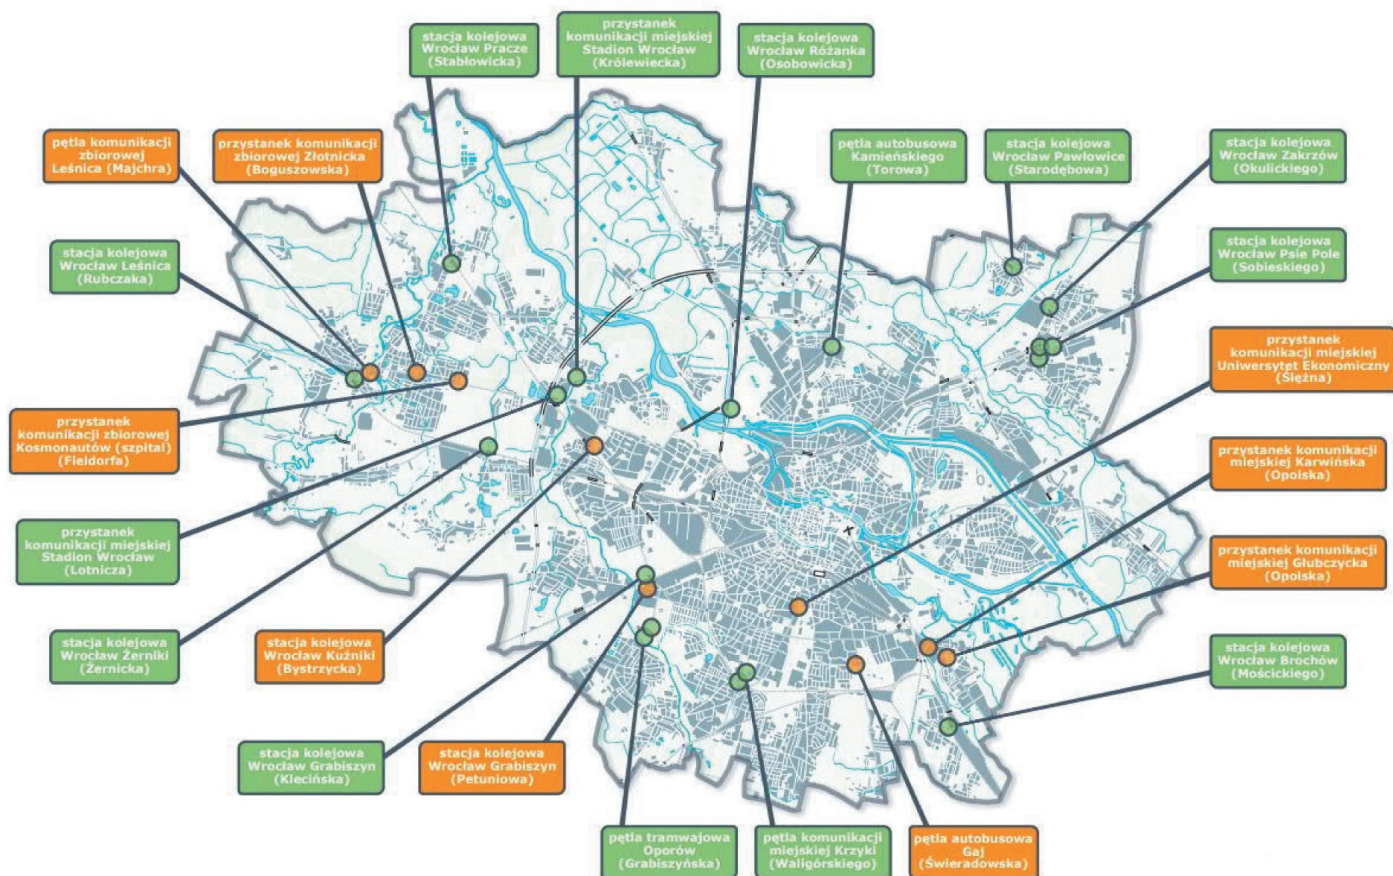 stacja kolejowa
Wrocław Pracze
(Stabłowicka)
przystanek
komunikacji miejskiej
Stadion Wrocław
(Królewiecka)
stacja kolejowa
Wrocław Różanka
(Osobowicka)
pętla komunikacji
zbiorowej
Leśnica (Majchra)
przystanek komunikacji
zbiorowej Złotnicka
(Boguszowska)
pętla autobusowa
Kamieńskiego
(Torowa)
stacja kolejowa
Wrocław Pawłowice
(Starodębowa)
stacja kolejowa
Wrocław Zakrzów
(Okulickiego)
stacja kolejowa
Wrocław Leśnica
(Rubczaka)
stacja kolejowa
Wrocław Psie Pole
(Sobieskiego)
przystanek
komunikacji miejskiej
Uniwersytet Ekonomiczny
(Ślężna)
przystanek
komunikacji zbiorowej
Kosmonautów (szpital)
(Fieldorfa)
przystanek komunikacji
miejskiej Karwińska
(Opolska)
przystanek
komunikacji miejskiej
Stadion Wrocław
(Lotnicza)
przystanek komunikacji
miejskiej Głubczycka
(Opolska)
stacja kolejowa
Wrocław Żerniki
(Żernicka)
stacja kolejowa
Wrocław Kuźniki
(Bystrzycka)
stacja kolejowa
Wrocław Brochów
(Mościckiego)
stacja kolejowa
Wrocław Grabiszyn
(Klecińska)
stacja kolejowa
Wrocław Grabiszyn
(Petuniowa)
pętla tramwajowa
Oporów
(Grabiszyńska)
pętla komunikacji
miejskiej Krzyki
(Waligórskiego)
pętla autobusowa
Gaj
(Świeradowska)